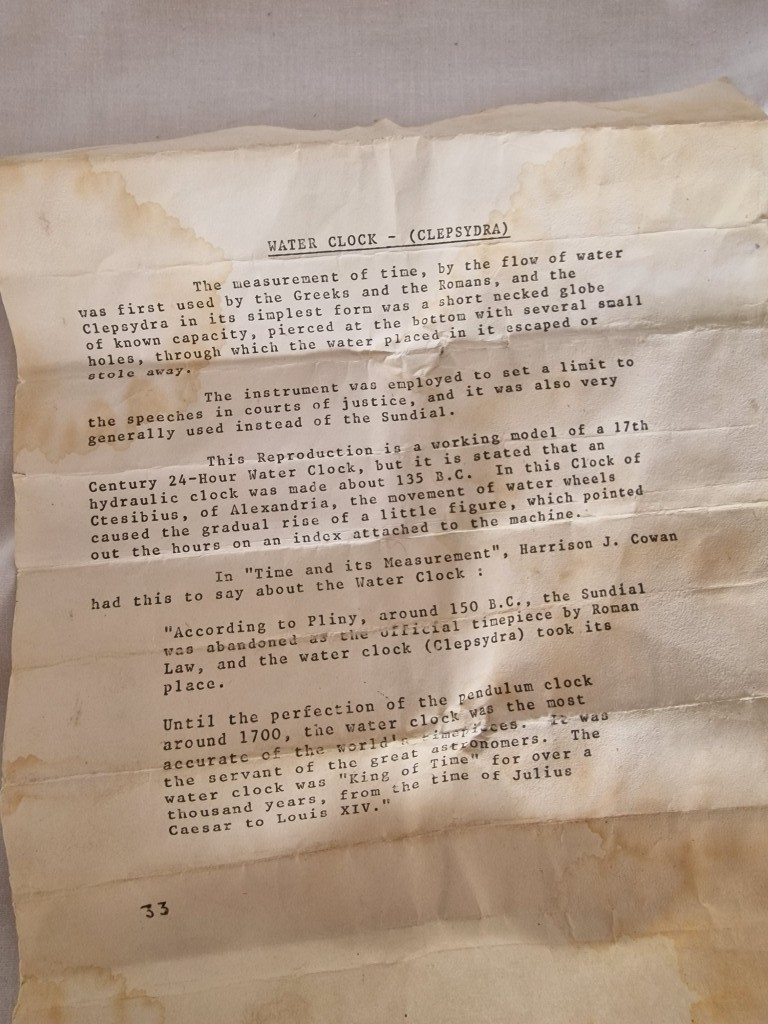 WATER CLOCK - (CLEPSYDRA)
The measurement of time, by the flow of water
was first used by the Greeks and the Romans, and the
Clepsydra in its simplest form was a short necked globe
of known capacity, pierced at the bottom with several small
holes, through which the water placed in it escaped or
stole away.
The instrument was employed to set a limit to
the speeches in courts of justice, and it was also very
generally used instead of the Sundial.
This Reproduction is a working model of a 17th
Century 24-Hour Water Clock, but it is stated that an
hydraulic clock was made about 135 B.C. In this Clock of
Ctesibius, of Alexandria, the movement of water wheels
caused the gradual rise of a little figure, which pointed
out the hours on an index attached to the machine.
In "Time and its Measurement", Harrison J. Cowan
had this to say about the Water Clock :
"According to Pliny, around 150 B.C., the Sundial
was abandoned as the official timepiece by Roman
Law, and the water clock (Clepsydra) took its
place.
Until the perfection of the pendulum clock
around 1700, the water clock was the most
accurate of the world's timepieces. It was
the servant of the great astronomers. The
water clock was "King of Time" for over a
thousand years, from the time of Julius
Caesar to Louis XIV."
33